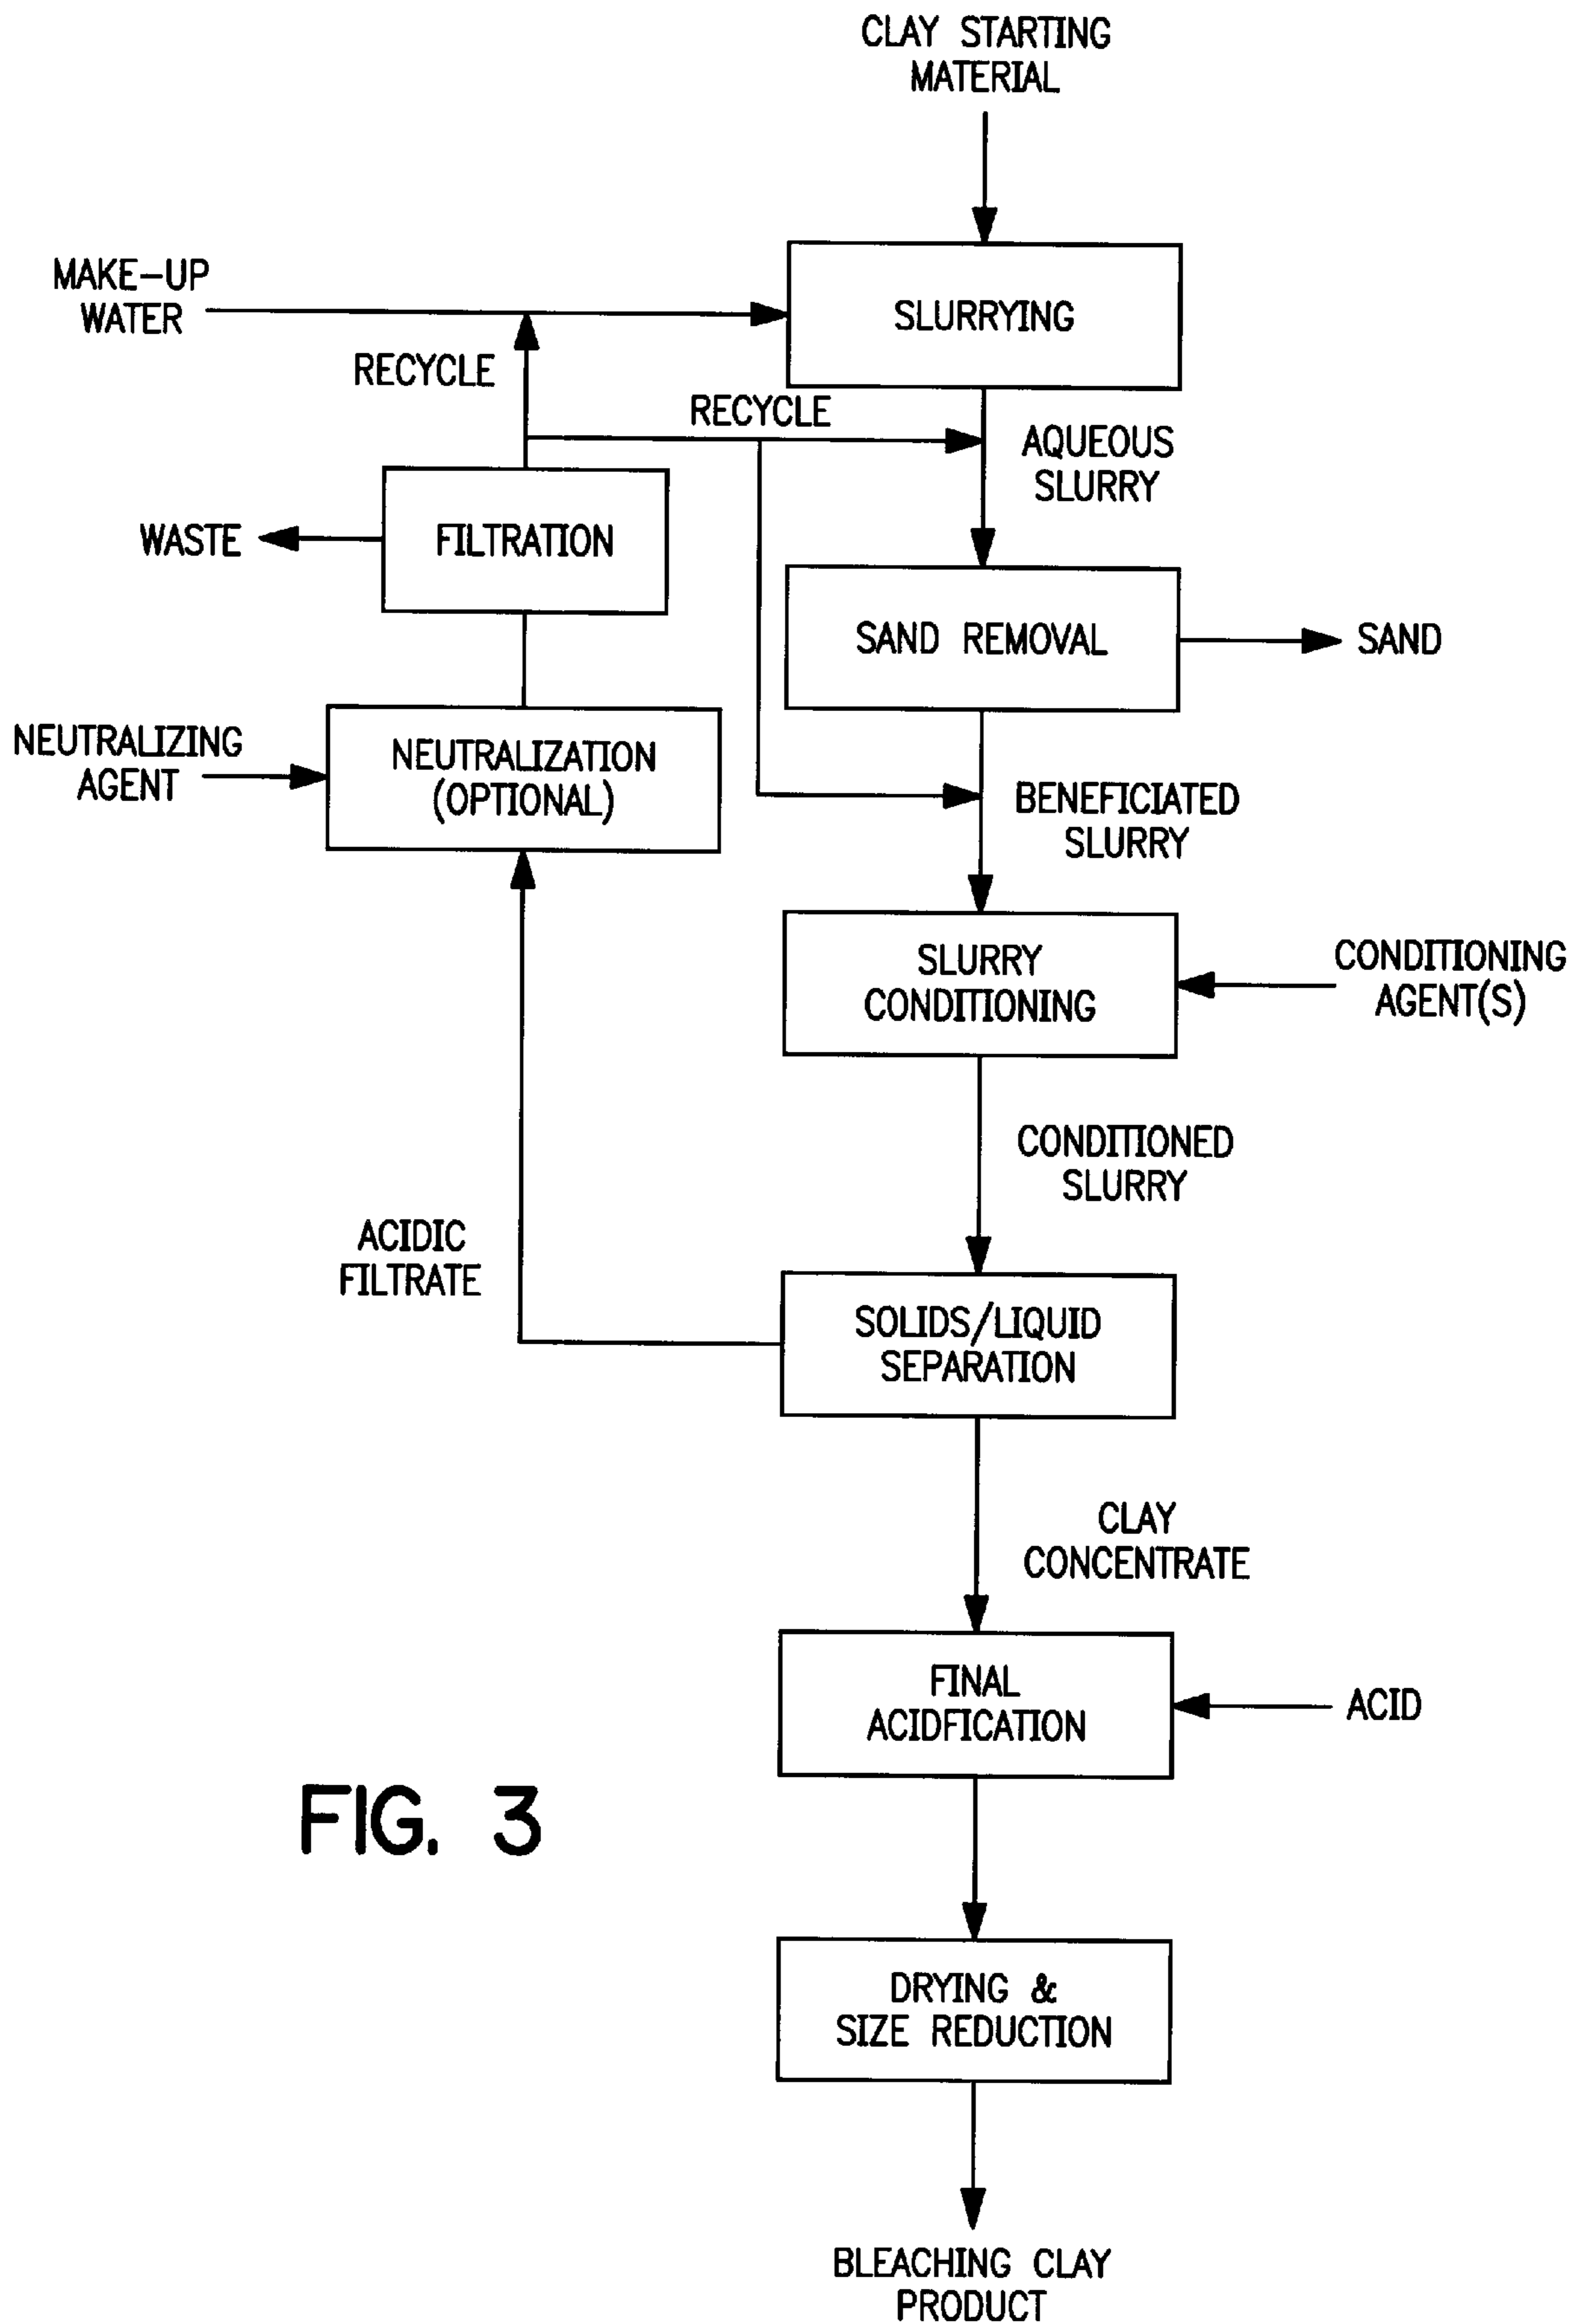 CLAY STARTING
MATERIAL
MAKE-UP
WATER
SLURRYING
RECYCLE
RECYCLE
AQUEOUS
SLURRY
WASTE
FILTRATION
SAND REMOVAL
SAND
NEUTRALIZING
AGENT
NEUTRALIZATION
(OPTIONAL)
BENEFICIATED
SLURRY
SLURRY
CONDITIONING
CONDITIONING
AGENT(S)
CONDITIONED
SLURRY
ACIDIC
FILTRATE
SOLIDS/LIQUID
SEPARATION
CLAY
CONCENTRATE
FINAL
ACIDFICATION
ACID
FIG. 3
DRYING &
SIZE REDUCTION
BLEACHING CLAY
PRODUCT